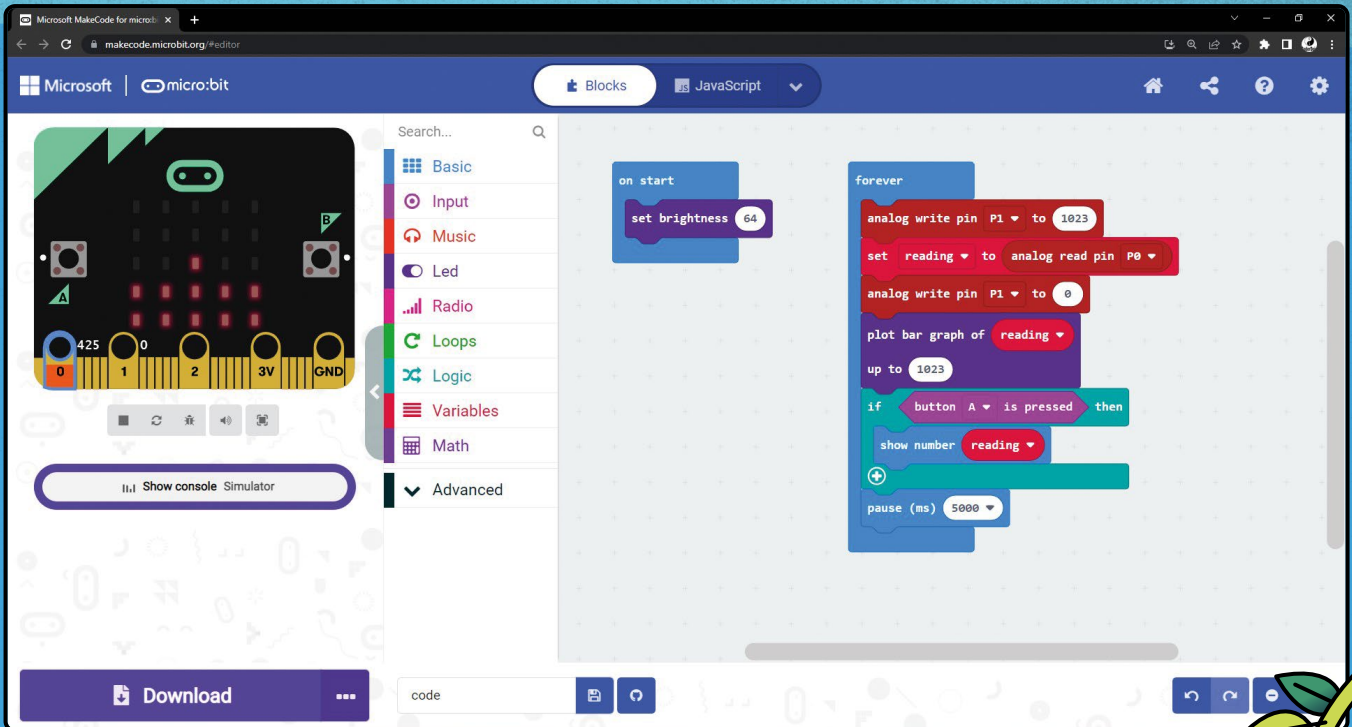 Microsoft MakeCode for micro:b
makecode.microbit.org/#editor
Microsoft | micro:bit
Blocks
JS JavaScript
B
A
425
0
0
1
2
3V
GND
Show console Simulator
Download
Search...
Basic
Input
Music
Led
Radio
Loops
Logic
Variables
Math
Advanced
on start
set brightness 64
forever
analog write pin P1 to 1023
set reading to analog read pin P0
analog write pin P1 to 0
plot bar graph of reading
up to 1023
if button A is pressed then
show number reading
pause (ms) 5000
code